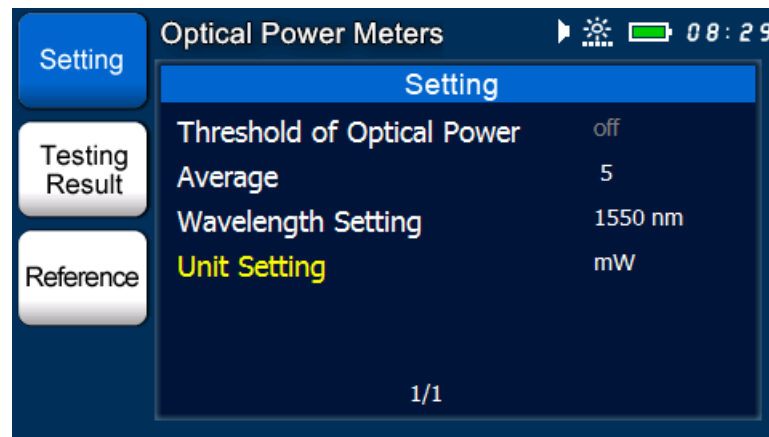 Optical Power Meters 08:29
Setting
Setting
Threshold of Optical Power off
Testing
Result
Average 5
Wavelength Setting 1550 nm
Reference
Unit Setting mW
1/1